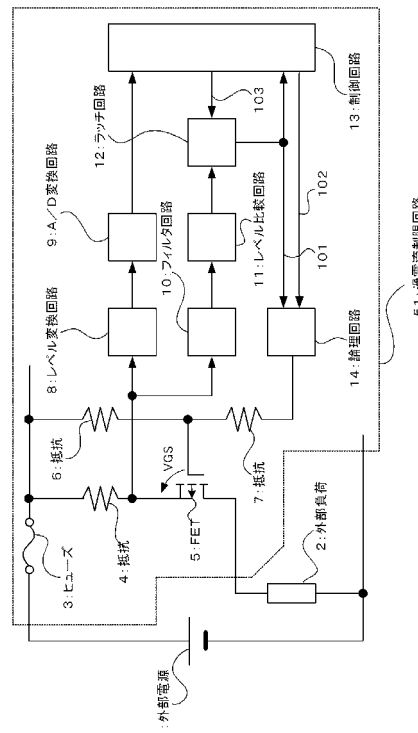 :外部電源
2:外部負荷
3:ヒューズ
4:抵抗
5:FET
VGS
6:抵抗
7:抵抗
8:レベル変換回路
9:A/D変換回路
10:フィルタ回路
11:レベル比較回路
12:ラッチ回路
13:制御回路
14:論理回路
101
102
103
51:過電流制限回路